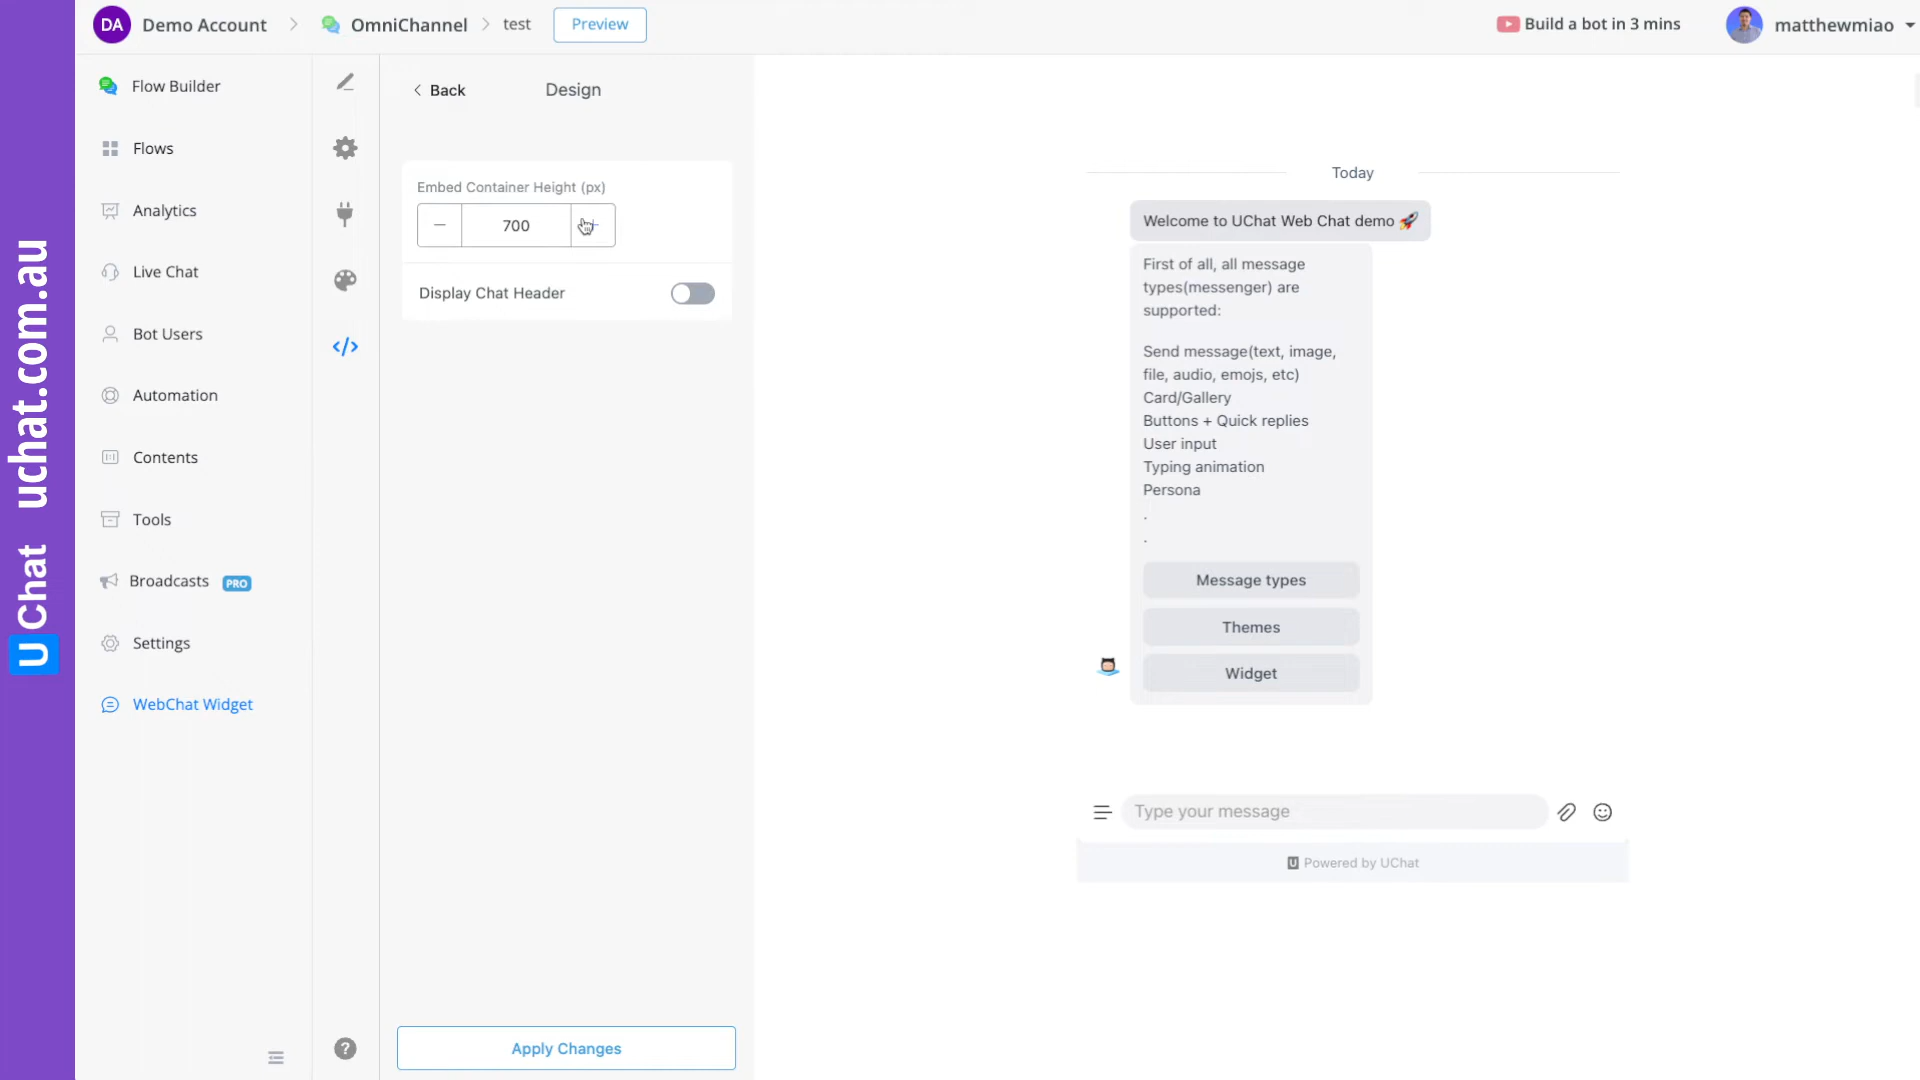 uchat.com.au
U Chat
DA Demo Account
OmniChannel
test
Preview
Build a bot in 3 mins
matthewmiao
Flow Builder
Flows
Analytics
Live Chat
Bot Users
Automation
Contents
Tools
Broadcasts PRO
Settings
WebChat Widget
?
</>
Back
Design
Embed Container Height (px)
− 700 +
Display Chat Header
Apply Changes
Today
Welcome to UChat Web Chat demo 🚀
First of all, all message
types(messenger) are
supported:
Send message(text, image,
file, audio, emojs, etc)
Card/Gallery
Buttons + Quick replies
User input
Typing animation
Persona
.
.
Message types
Themes
Widget
Type your message
U Powered by UChat